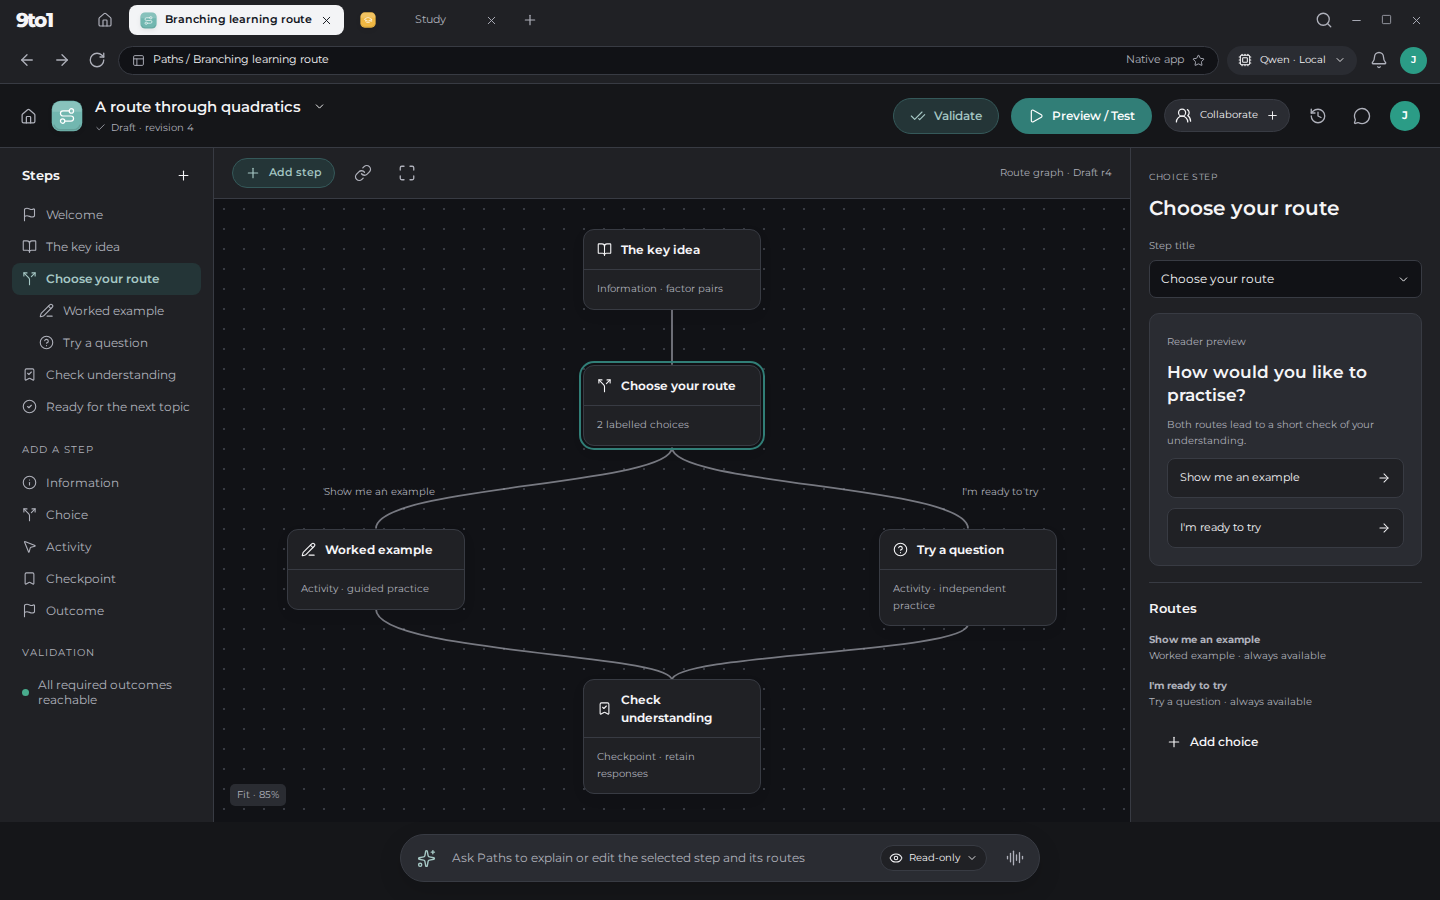 9to1
Branching learning route
Study
Paths / Branching learning route
Native app
Qwen · Local
J
A route through quadratics
Draft · revision 4
Validate
Preview / Test
Collaborate
J
Steps
Welcome
The key idea
Choose your route
Worked example
Try a question
Check understanding
Ready for the next topic
ADD A STEP
Information
Choice
Activity
Checkpoint
Outcome
VALIDATION
All required outcomes
reachable
Add step
Route graph · Draft r4
The key idea
Information · factor pairs
Choose your route
2 labelled choices
Show me an example
I'm ready to try
Worked example
Activity · guided practice
Try a question
Activity · independent
practice
Check
understanding
Checkpoint · retain
responses
Fit · 85%
CHOICE STEP
Choose your route
Step title
Choose your route
Reader preview
How would you like to
practise?
Both routes lead to a short check of your
understanding.
Show me an example
I'm ready to try
Routes
Show me an example
Worked example · always available
I'm ready to try
Try a question · always available
Add choice
Ask Paths to explain or edit the selected step and its routes
Read-only